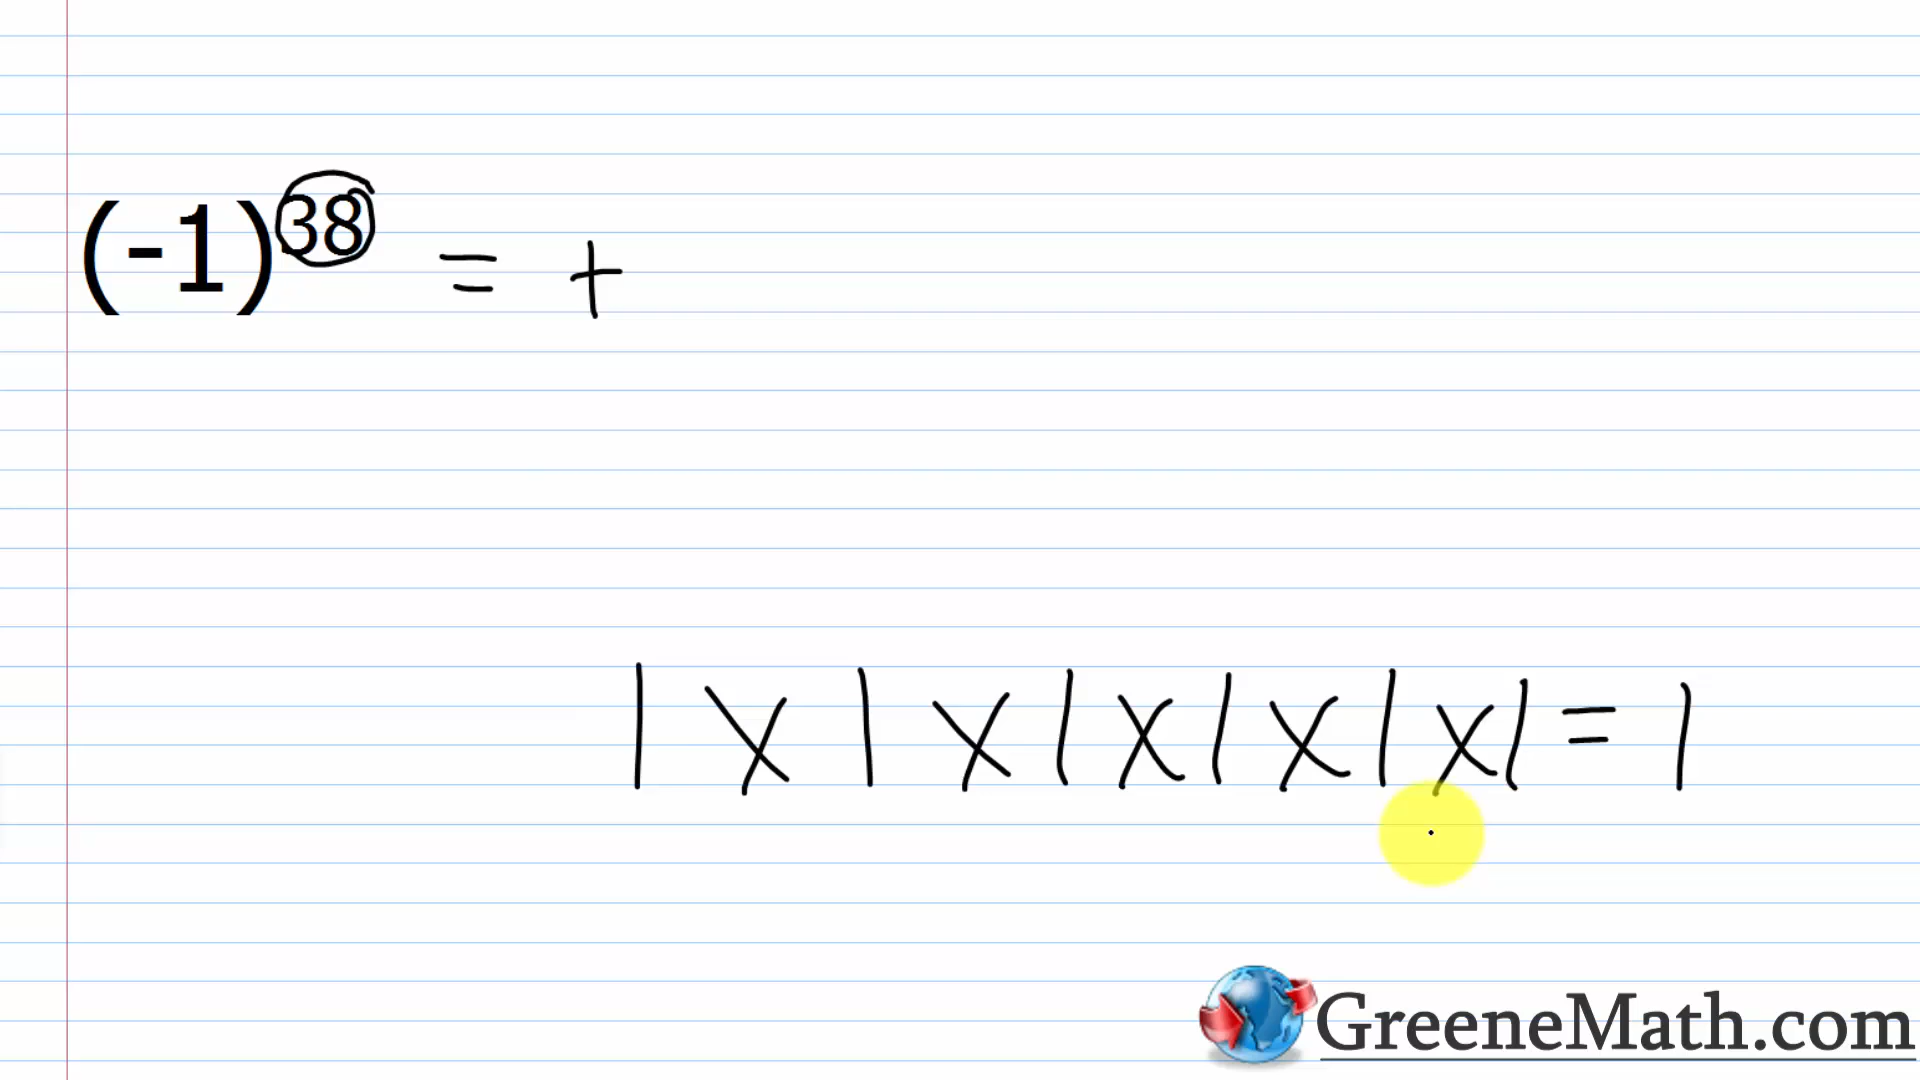 (-1)³⁸ = +
1 x 1 x 1 x 1 x 1 x 1 = 1
GreeneMath.com